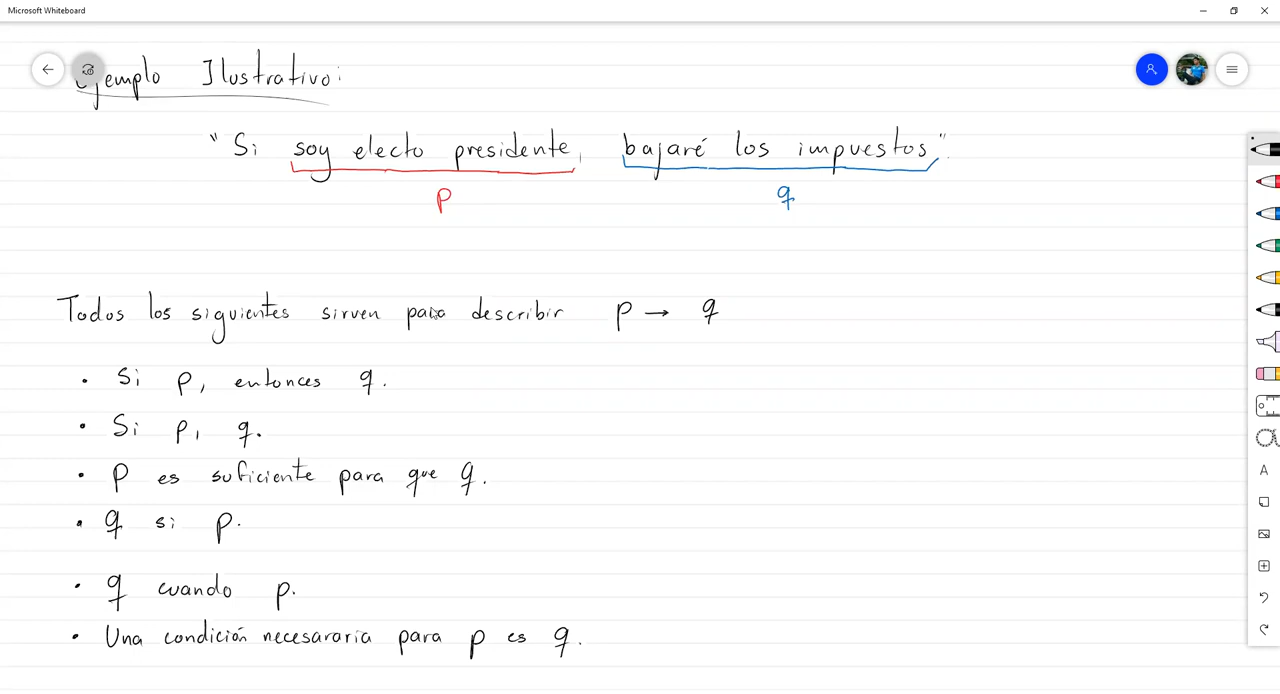 Microsoft Whiteboard
Ejemplo Ilustrativo:
"Si soy electo presidente, bajaré los impuestos".
p q
Todos los siguientes sirven para describir p → q
• Si p, entonces q.
• Si p, q.
• P es suficiente para que q.
• q si p.
• q cuando p.
• Una condición necesararia para p es q.
A